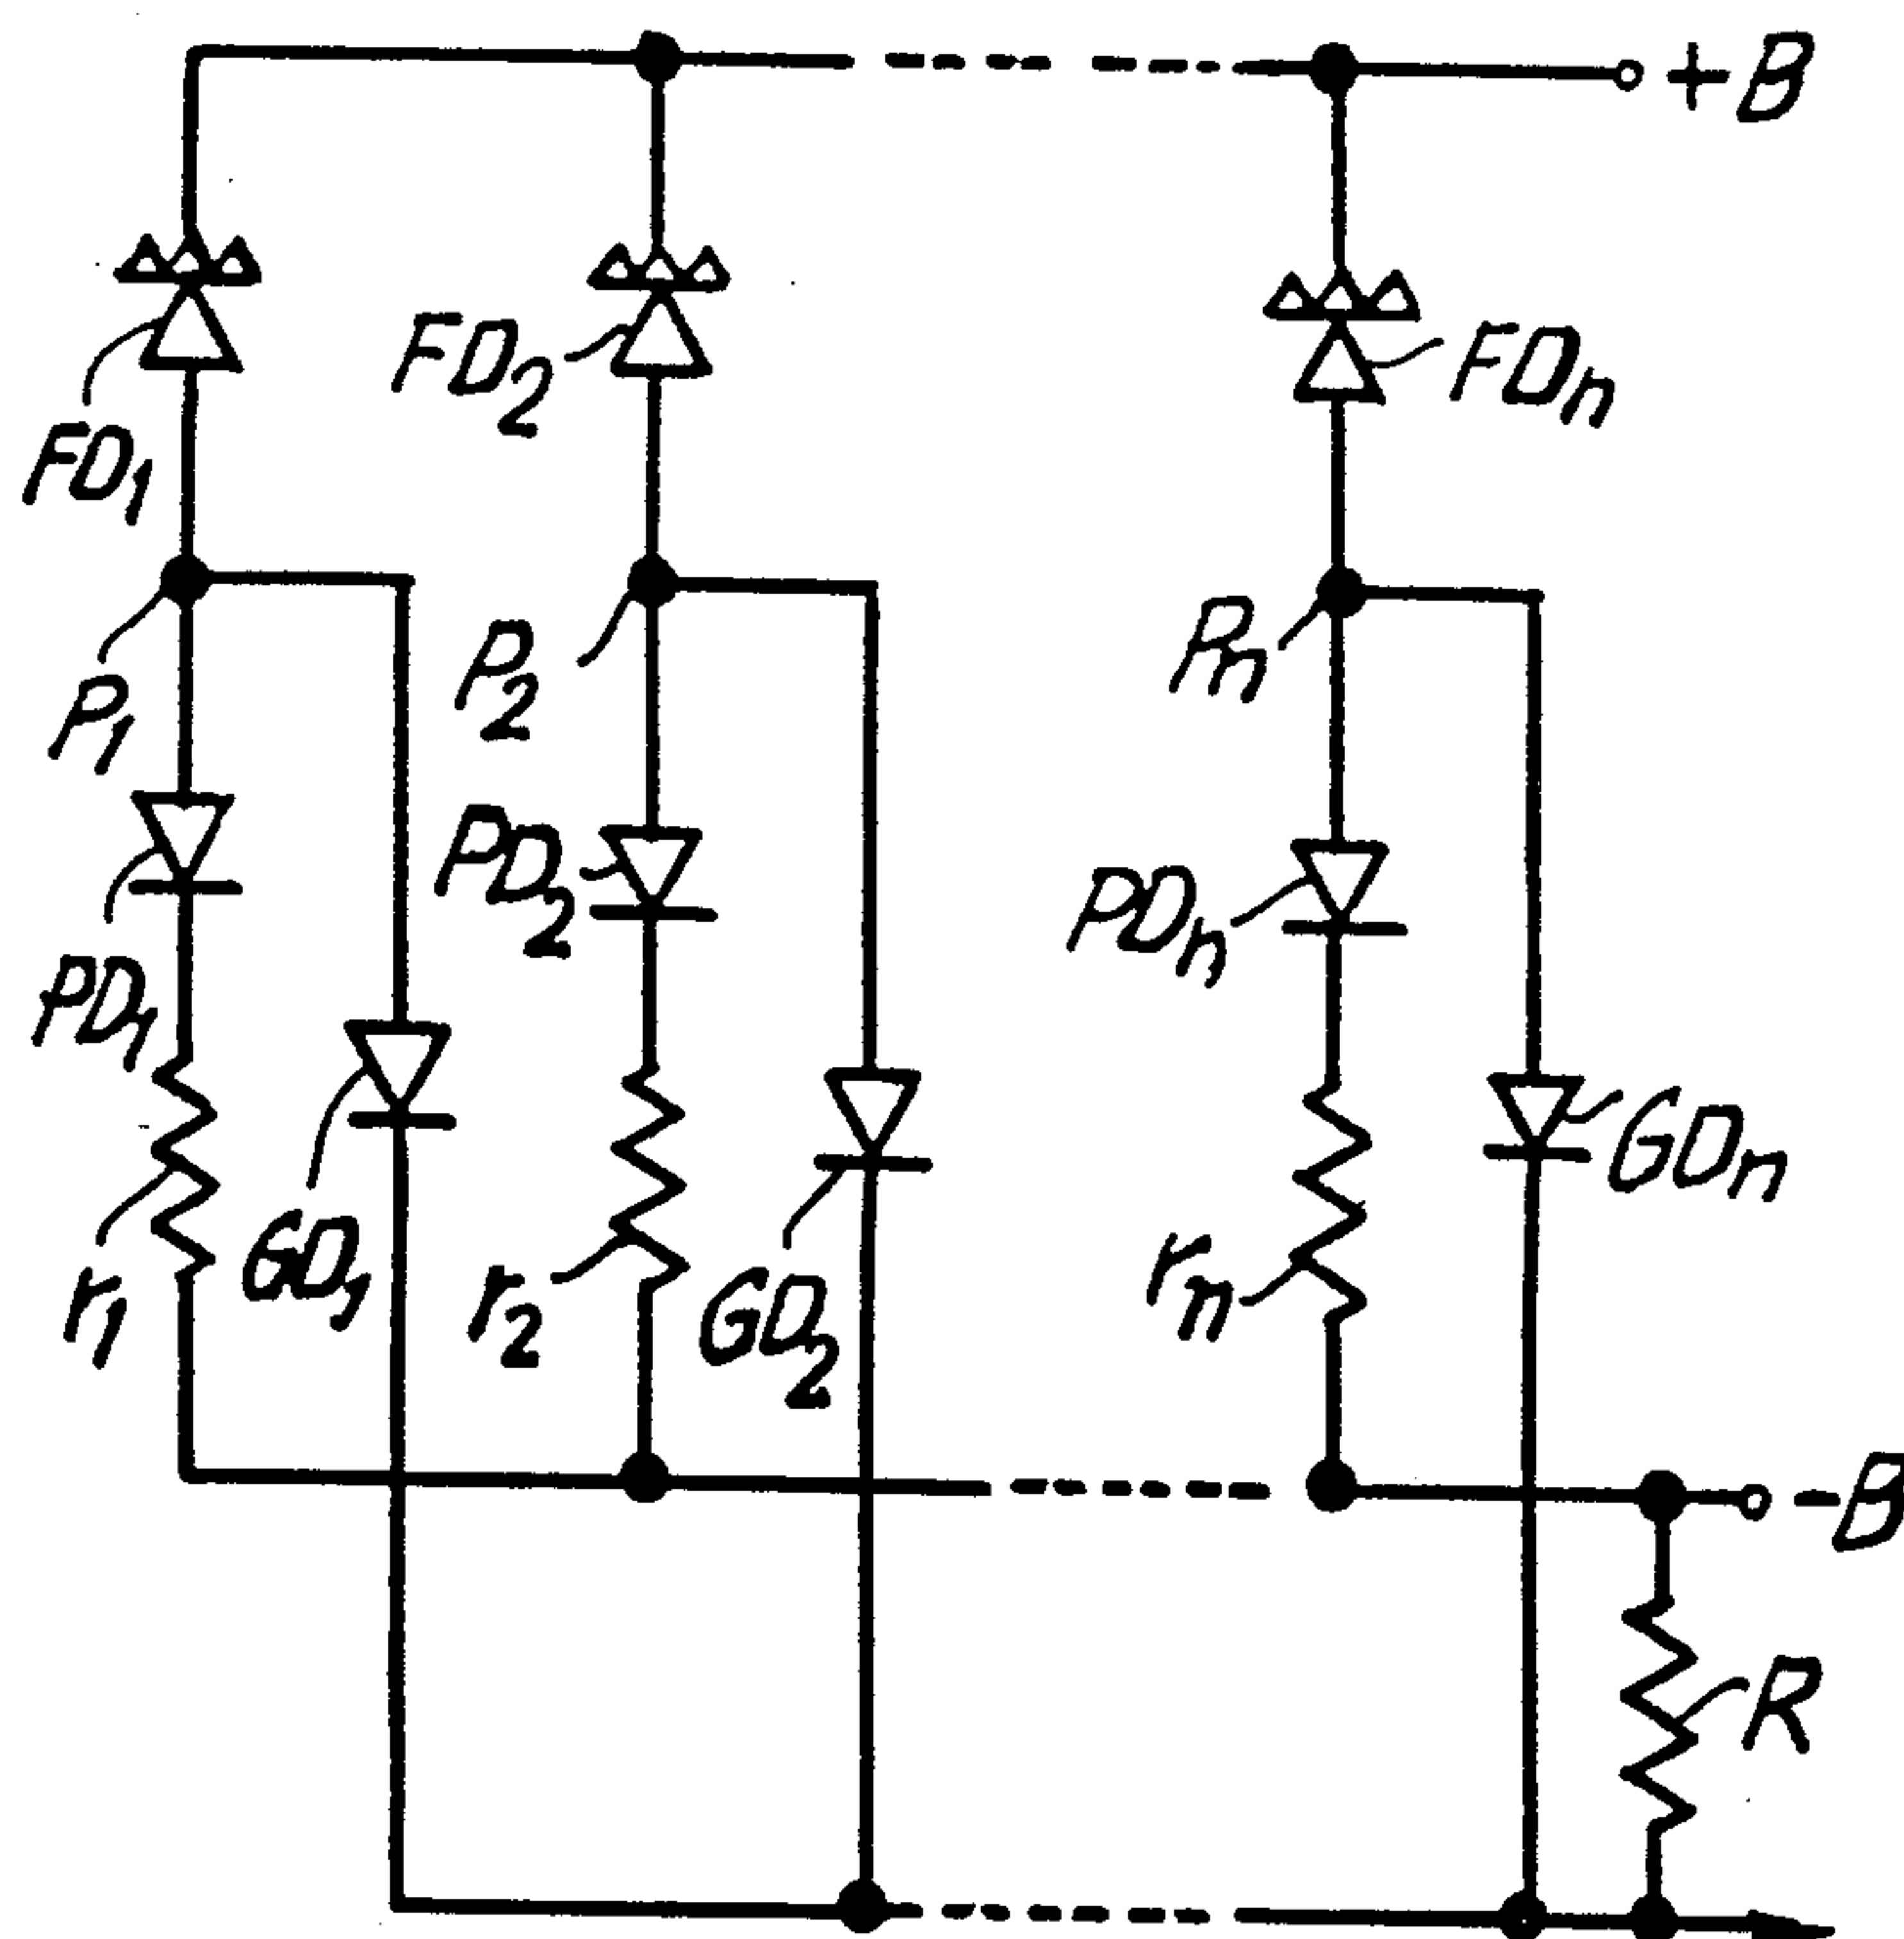 +B
FD₁
FD₂
FDₙ
P₁
P₂
Pₙ
PD₁
PD₂
PDₙ
r₁
GD₁
r₂
GD₂
rₙ
GDₙ
-B
R